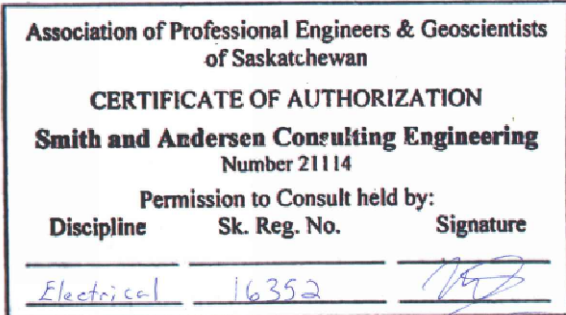 Association of Professional Engineers & Geoscientists
of Saskatchewan
CERTIFICATE OF AUTHORIZATION
Smith and Andersen Consulting Engineering
Number 21114
Permission to Consult held by:
Discipline Sk. Reg. No. Signature
Electrical 16352